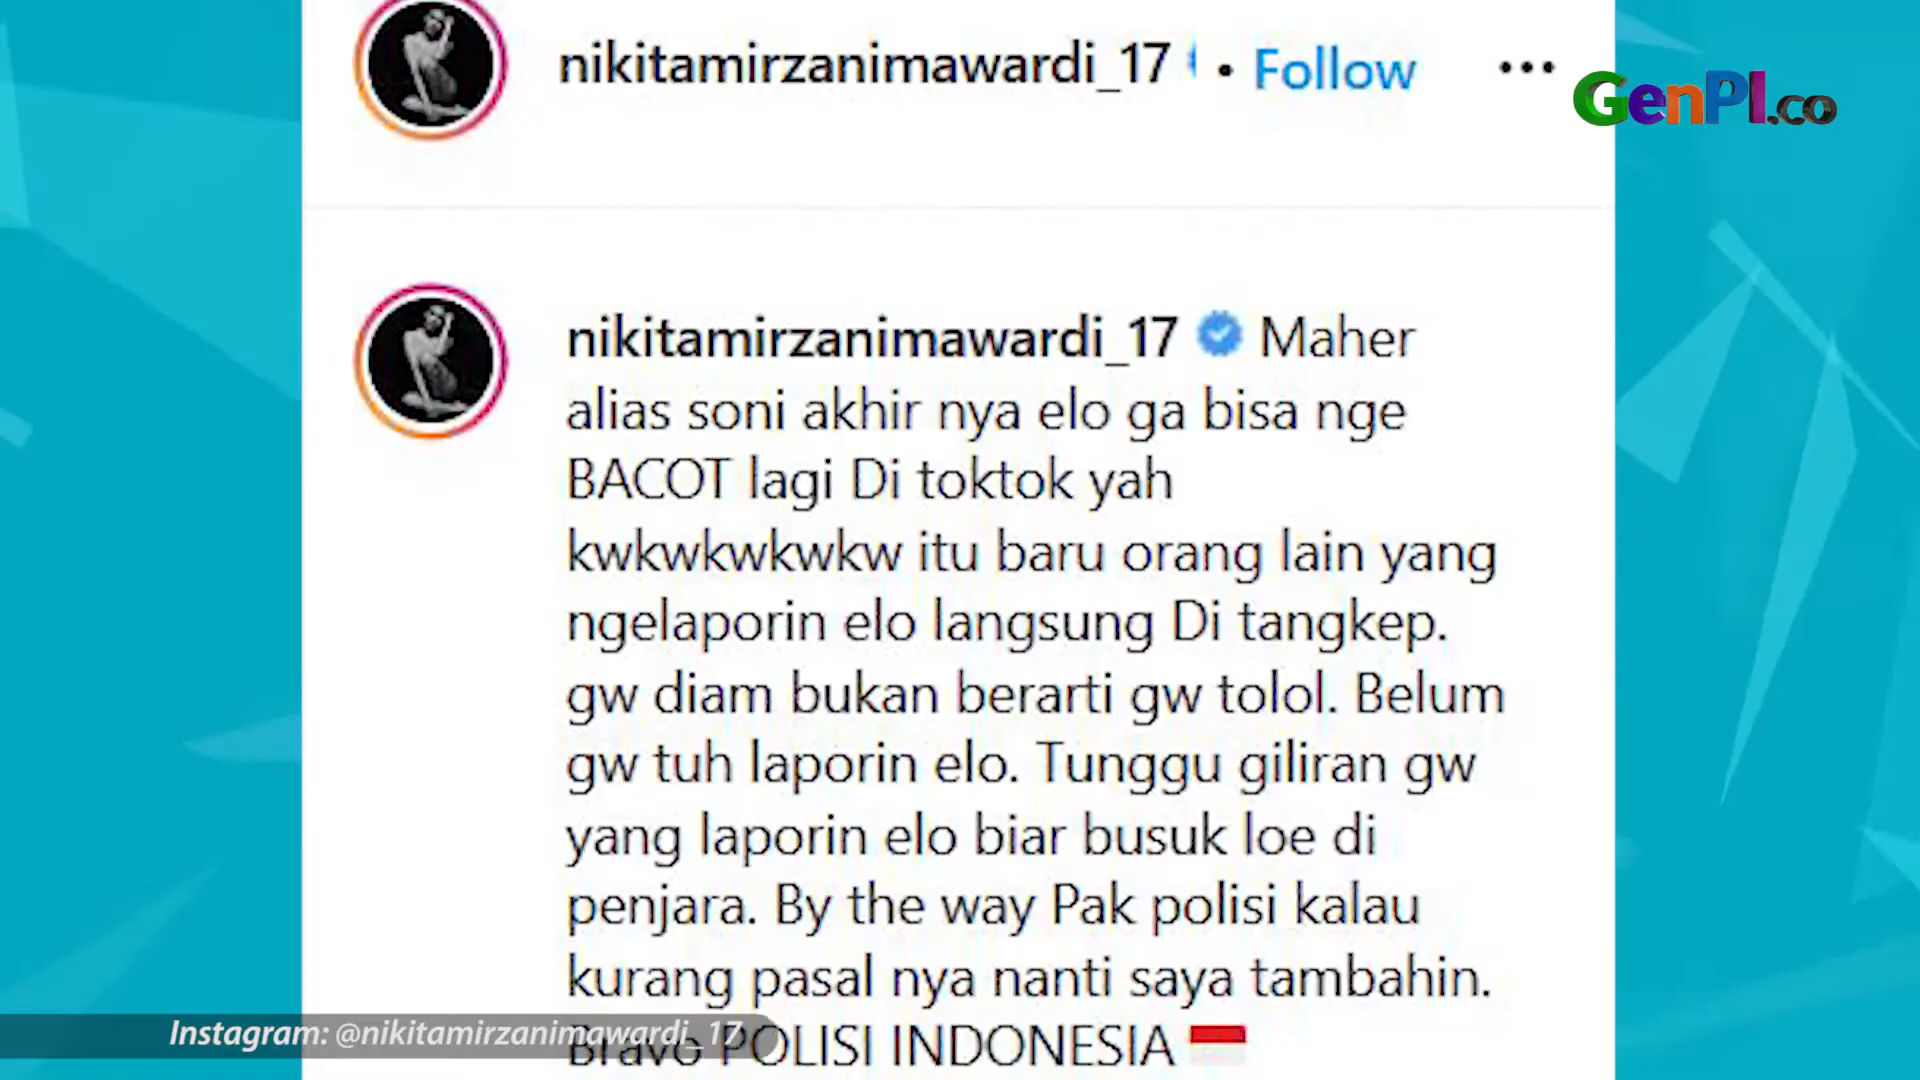 nikitamirzanimawardi_17 • Follow •••
GenPI.co
nikitamirzanimawardi_17 Maher
alias soni akhir nya elo ga bisa nge
BACOT lagi Di toktok yah
kwkwkwkwkw itu baru orang lain yang
ngelaporin elo langsung Di tangkep.
gw diam bukan berarti gw tolol. Belum
gw tuh laporin elo. Tunggu giliran gw
yang laporin elo biar busuk loe di
penjara. By the way Pak polisi kalau
kurang pasal nya nanti saya tambahin.
Bravo POLISI INDONESIA 🇮🇩
Instagram: @nikitamirzanimawardi_17